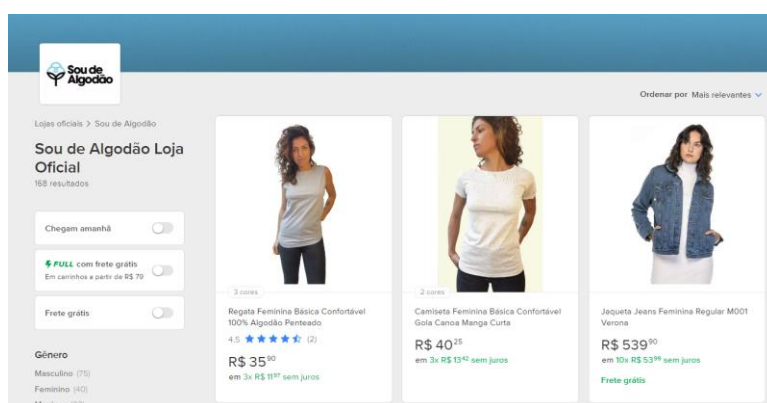 Sou de
Algodão
Ordenar por Mais relevantes
Lojas oficiais > Sou de Algodão
Sou de Algodão Loja
Oficial
168 resultados
Chegam amanhã
FULL com frete grátis
Em carrinhos a partir de R$ 79
Frete grátis
Gênero
Masculino (75)
Feminino (40)
3 cores
Regata Feminina Básica Confortável
100% Algodão Penteado
4.5 (2)
R$ 35 90
em 3x R$ 11 97 sem juros
2 cores
Camiseta Feminina Básica Confortável
Gola Canoa Manga Curta
R$ 40 25
em 3x R$ 13 42 sem juros
Jaqueta Jeans Feminina Regular M001
Verona
R$ 539 90
em 10x R$ 53 99 sem juros
Frete grátis